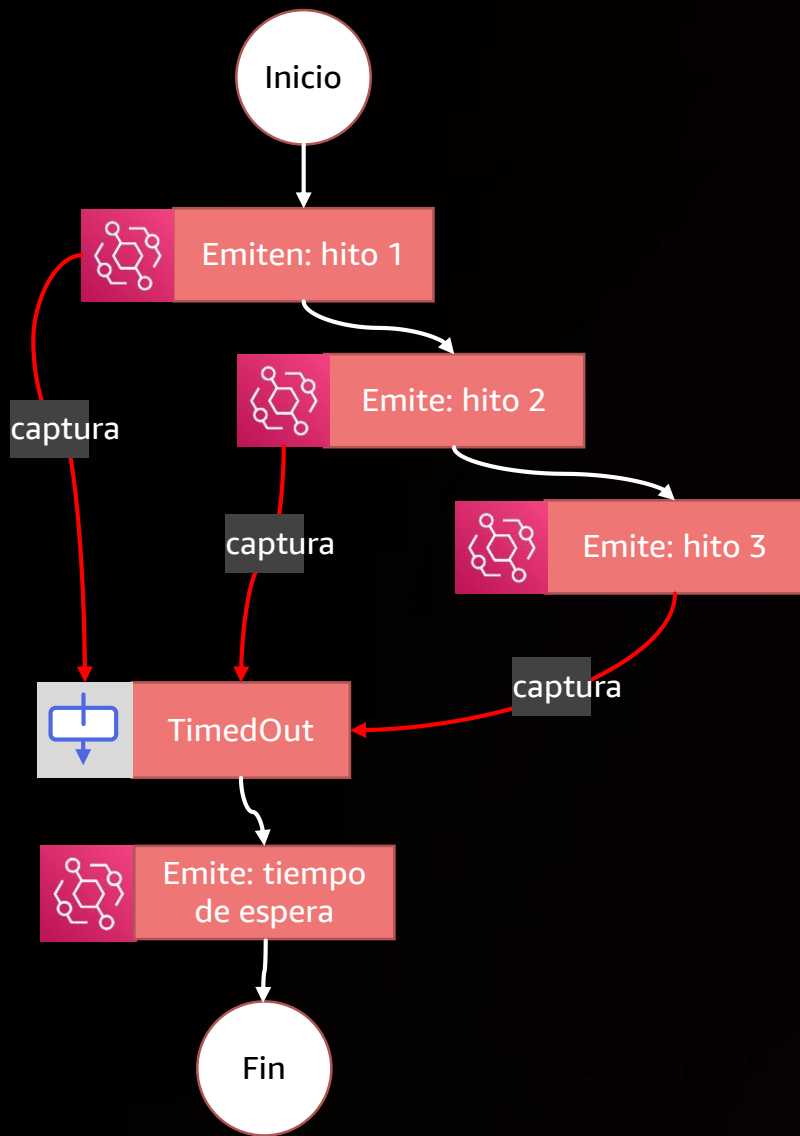 Inicio
Emiten: hito 1
Emite: hito 2
captura
captura
Emite: hito 3
captura
TimedOut
Emite: tiempo
de espera
Fin